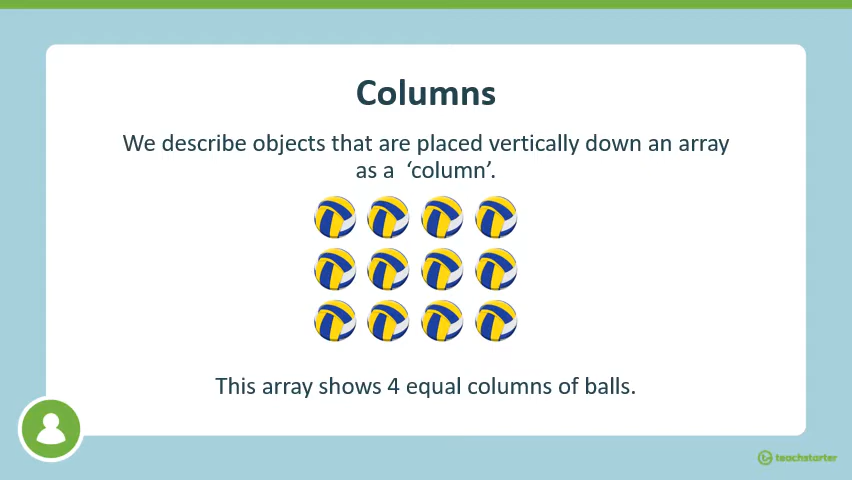 Columns
We describe objects that are placed vertically down an array
as a ‘column’.
This array shows 4 equal columns of balls.
teachstarter